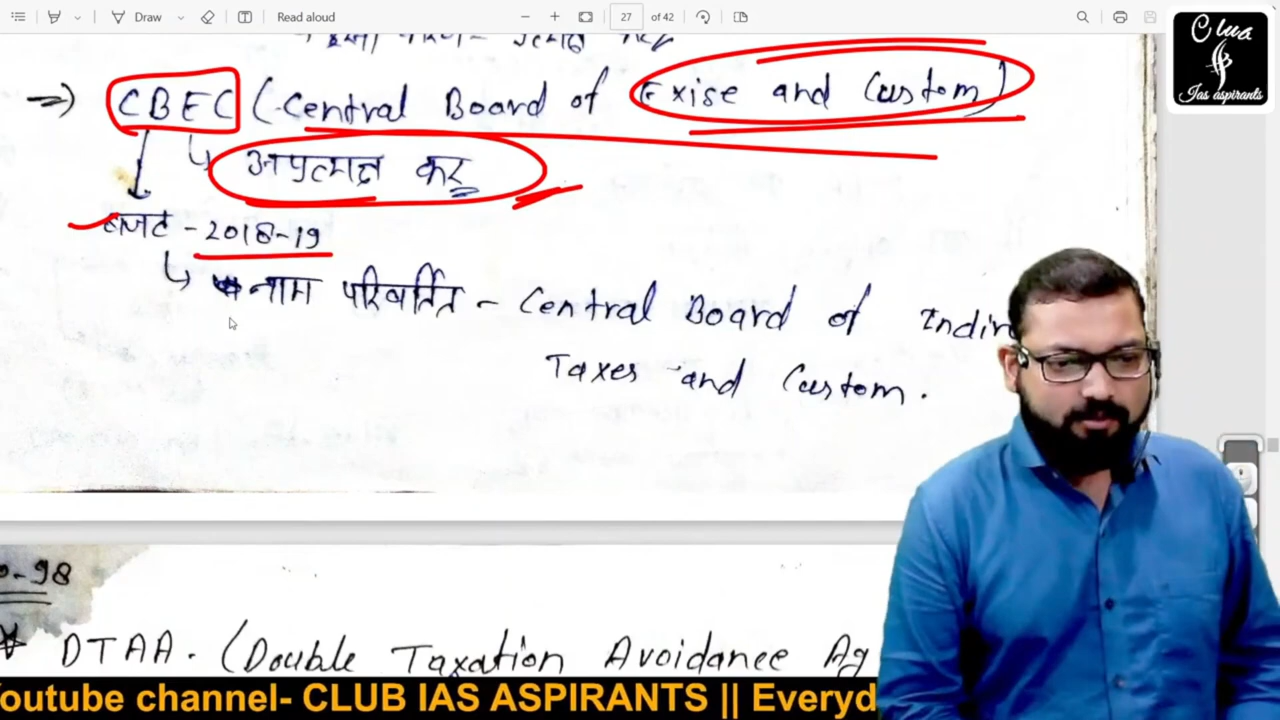 Draw
Read aloud
27 of 42
Club
Ias aspirants
=> CBEC (Central Board of Exise and Custom)
अप्रत्यक्ष कर
बजट - 2018-19
नाम परिवर्तित - Central Board of Indir
Taxes and Custom.
-98
* DTAA. (Double Taxation Avoidance Ag
outube channel- CLUB IAS ASPIRANTS || Everyd